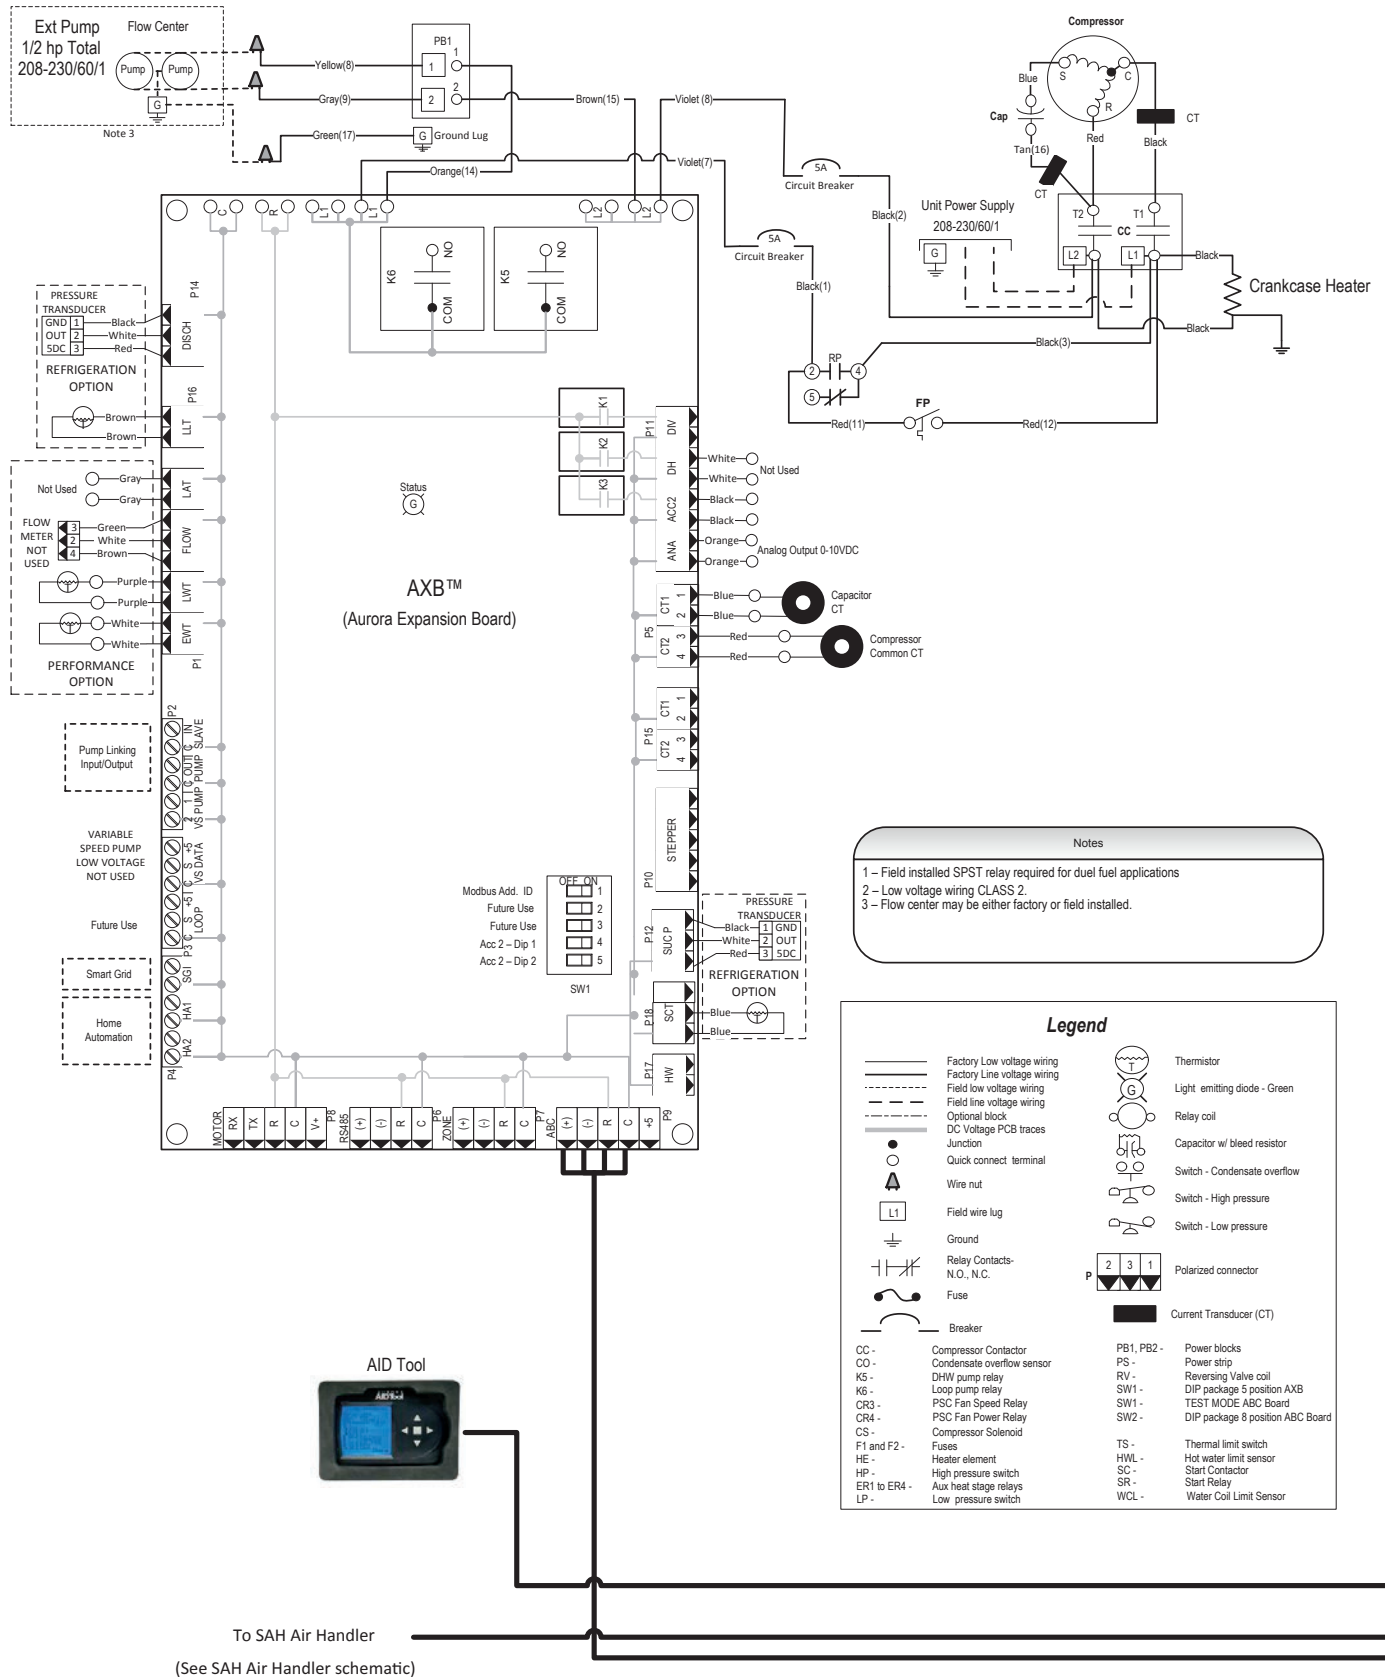 Ext Pump
1/2 hp Total
208-230/60/1
Flow Center
Pump
Pump
G
Note 3
Yellow(8)
Gray(9)
Green(17)
PB1
1
1
2
2
G
Ground Lug
Orange(14)
Brown(15)
Violet (8)
Violet(7)
5A
Circuit Breaker
5A
Circuit Breaker
Black(2)
Black(1)
Compressor
Blue
S
C
R
Cap
Tan(16)
CT
Red
CT
Black
Unit Power Supply
208-230/60/1
G
T2
T1
CC
L2
L1
Black
Crankcase Heater
Black
Black(3)
RP
2
4
5
FP
Red(11)
Red(12)
C
R
L1
L1
L2
L2
K6
NO
COM
K5
NO
COM
PRESSURE
TRANSDUCER
GND 1 Black
OUT 2 White
5DC 3 Red
REFRIGERATION
OPTION
Brown
Brown
P14
DISCH
P16
LLT
Not Used
Gray
Gray
LAT
FLOW
METER
NOT
USED
3 Green
2 White
4 Brown
FLOW
Purple
Purple
LWT
White
White
EWT
P1
PERFORMANCE
OPTION
Status
G
AXB™
(Aurora Expansion Board)
K1
K2
K3
P11
DIV
DH
ACC2
ANA
White
White
Not Used
Black
Black
Orange
Orange
Analog Output 0-10VDC
P5
CT1
1
2
CT2
3
4
Blue
Blue
Capacitor
CT
Red
Red
Compressor
Common CT
P15
CT1
1
2
CT2
3
4
STEPPER
P10
P2
Pump Linking
Input/Output
IN
C
SLAVE
OUT
C
PUMP
1
2
VS PUMP
VARIABLE
SPEED PUMP
LOW VOLTAGE
NOT USED
+5
S
C
VS DATA
Future Use
+5
S
C
LOOP
P3
Smart Grid
SGI
Home
Automation
HA1
HA2
P4
OFF ON
Modbus Add. ID 1
Future Use 2
Future Use 3
Acc 2 – Dip 1 4
Acc 2 – Dip 2 5
SW1
P12
SUC P
PRESSURE
TRANSDUCER
Black 1 GND
White 2 OUT
Red 3 5DC
REFRIGERATION
OPTION
P18
SCT
Blue
Blue
P17
HW
MOTOR
RX
TX
R
C
V+
P8
RS485
(+)
(-)
R
C
P6
ZONE
(+)
(-)
R
C
P7
ABC
(+)
(-)
R
C
+5
P9
Notes
1 – Field installed SPST relay required for duel fuel applications
2 – Low voltage wiring CLASS 2.
3 – Flow center may be either factory or field installed.
Legend
Factory Low voltage wiring
Factory Line voltage wiring
Field low voltage wiring
Field line voltage wiring
Optional block
DC Voltage PCB traces
Junction
Quick connect terminal
Wire nut
L1 Field wire lug
Ground
Relay Contacts-
N.O., N.C.
Fuse
Breaker
T Thermistor
G Light emitting diode - Green
Relay coil
Capacitor w/ bleed resistor
Switch - Condensate overflow
Switch - High pressure
Switch - Low pressure
2 3 1
P
Polarized connector
Current Transducer (CT)
CC - Compressor Contactor
CO - Condensate overflow sensor
K5 - DHW pump relay
K6 - Loop pump relay
CR3 - PSC Fan Speed Relay
CR4 - PSC Fan Power Relay
CS - Compressor Solenoid
F1 and F2 - Fuses
HE - Heater element
HP - High pressure switch
ER1 to ER4 - Aux heat stage relays
LP - Low pressure switch
PB1, PB2 - Power blocks
PS - Power strip
RV - Reversing Valve coil
SW1 - DIP package 5 position AXB
SW1 - TEST MODE ABC Board
SW2 - DIP package 8 position ABC Board
TS - Thermal limit switch
HWL - Hot water limit sensor
SC - Start Contactor
SR - Start Relay
WCL - Water Coil Limit Sensor
AID Tool
AID Tool
To SAH Air Handler
(See SAH Air Handler schematic)